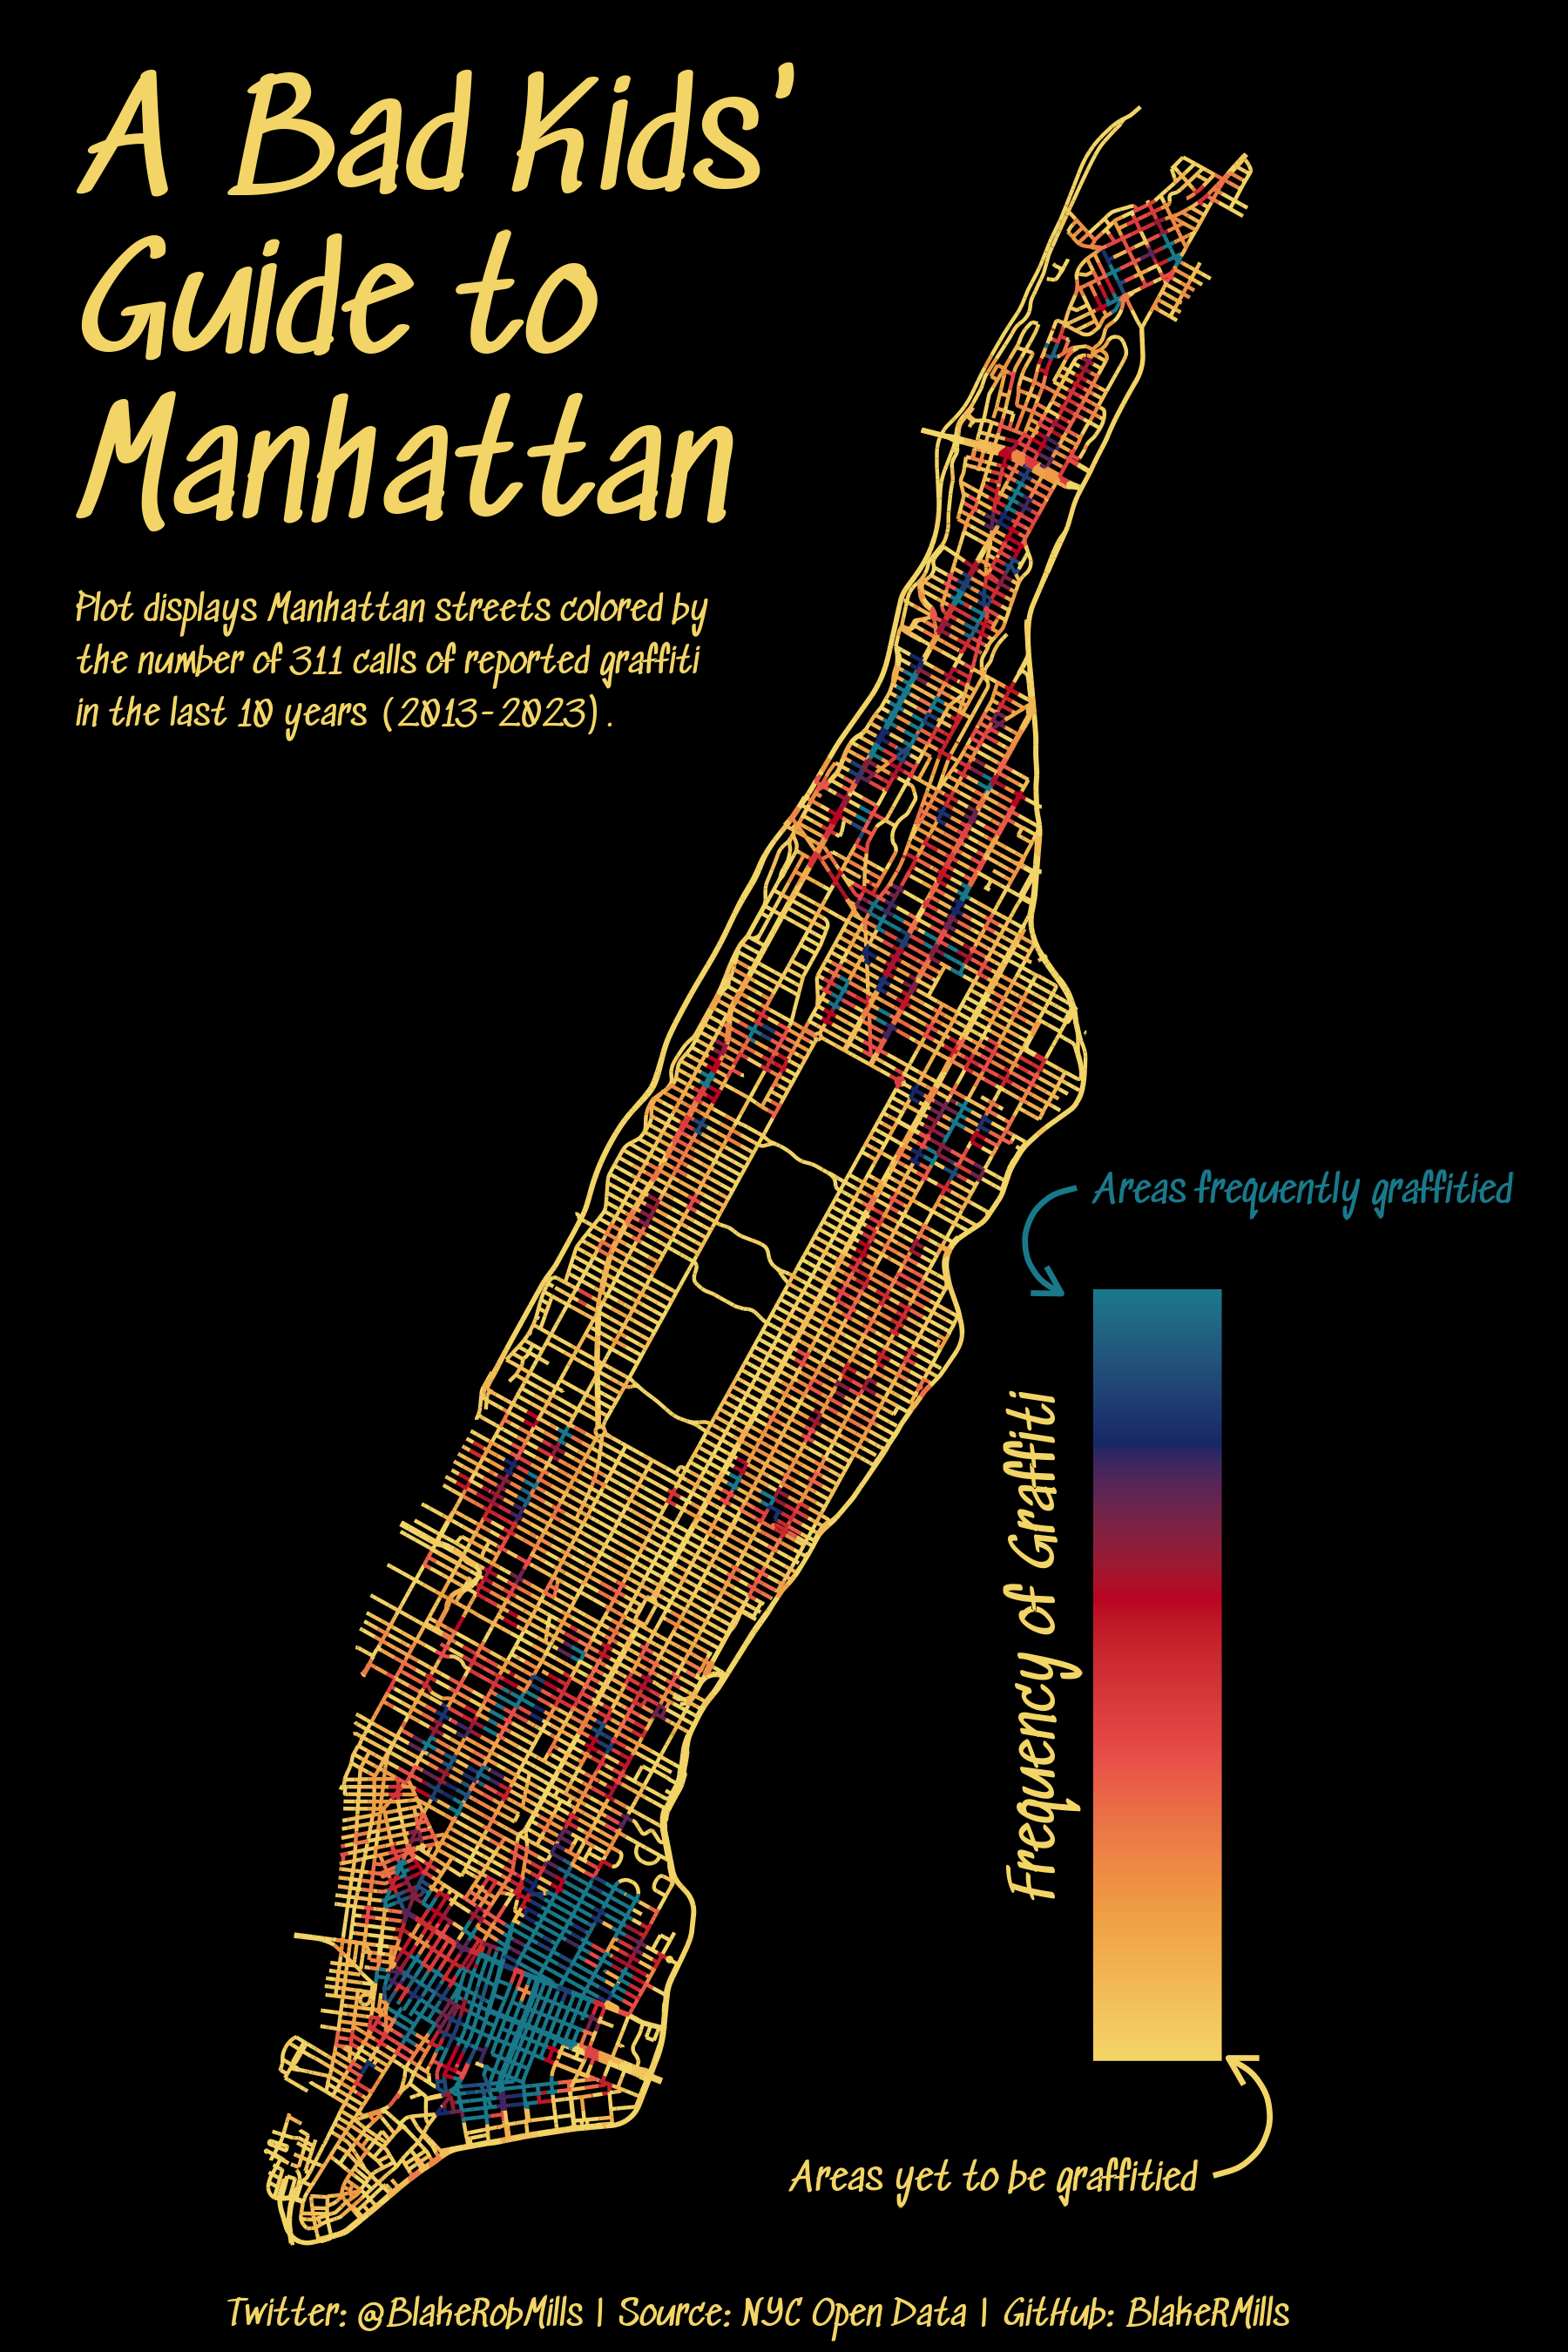 A Bad Kids'
Guide to
Manhattan
Plot displays Manhattan streets colored by
the number of 311 calls of reported graffiti
in the last 10 years (2013-2023).
Areas frequently graffitied
Frequency of Graffiti
Areas yet to be graffitied
Twitter: @BlakeRobMills | Source: NYC Open Data | GitHub: BlakeRMills